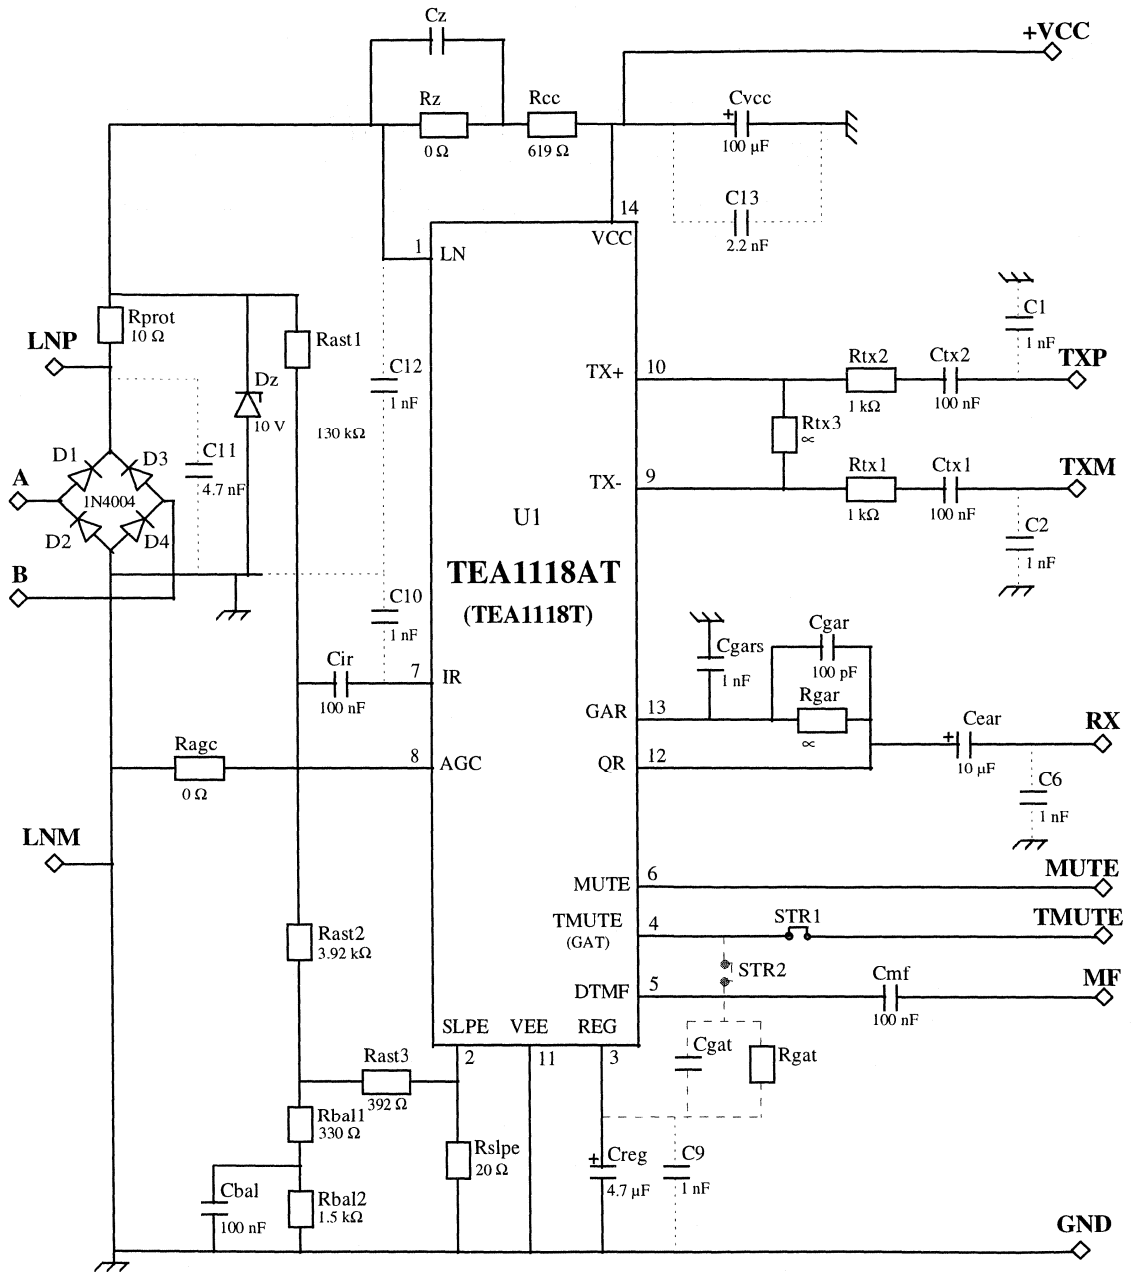 Cz
+VCC
Rz
Rcc
Cvcc
+
0 Ω
619 Ω
100 µF
C13
2.2 nF
14
VCC
1
LN
Rprot
10 Ω
LNP
Rast1
C1
1 nF
TXP
C12
1 nF
TX+
10
Rtx2
Ctx2
1 kΩ
100 nF
Dz
10 V
130 kΩ
Rtx3
∝
D1
D3
C11
4.7 nF
A
1N4004
TX-
9
Rtx1
Ctx1
TXM
1 kΩ
100 nF
U1
D2
D4
C2
1 nF
B
TEA1118AT
(TEA1118T)
C10
1 nF
Cgar
100 pF
Cgars
1 nF
Cir
100 nF
7
IR
Rgar
∝
GAR
13
Cear
+
10 µF
RX
Ragc
0 Ω
8
AGC
QR
12
C6
1 nF
LNM
MUTE
6
MUTE
TMUTE
(GAT)
4
STR1
TMUTE
Rast2
3.92 kΩ
STR2
DTMF
5
Cmf
100 nF
MF
SLPE
VEE
REG
2
11
3
Cgat
Rgat
Rast3
392 Ω
Rbal1
330 Ω
Rslpe
20 Ω
+
Creg
4.7 µF
C9
1 nF
Cbal
100 nF
Rbal2
1.5 kΩ
GND